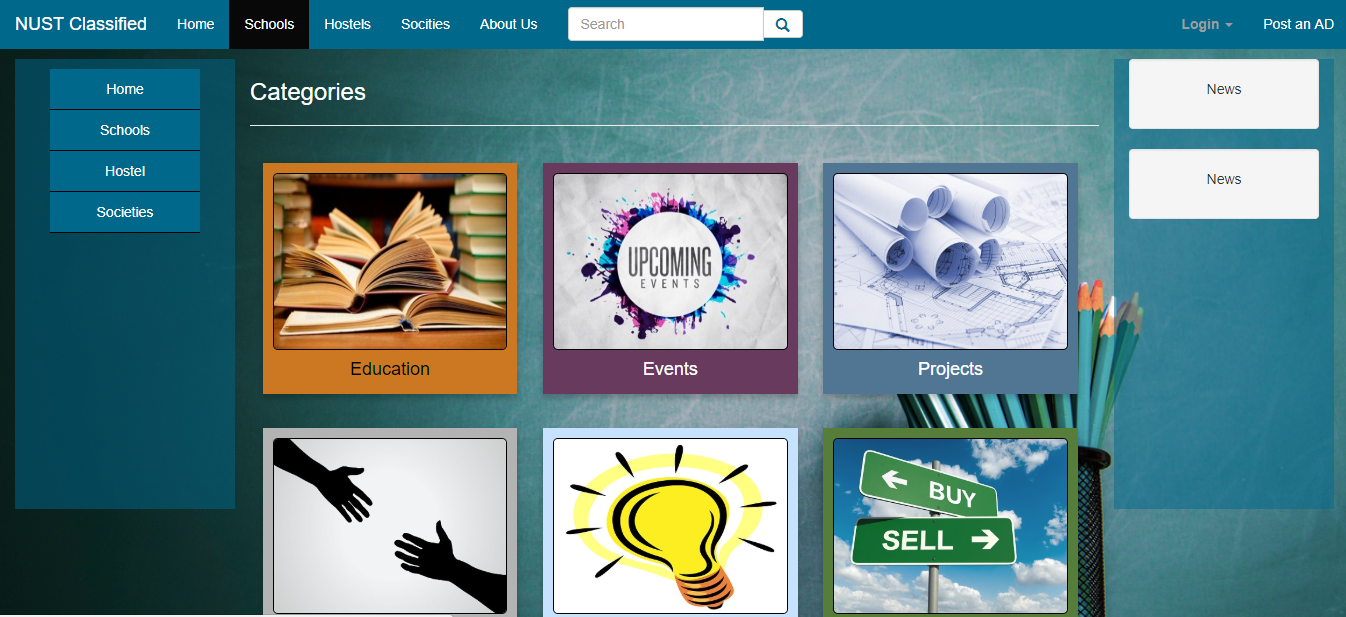 NUST Classified Home Schools Hostels Socities About Us Search Login Post an AD
Home
Schools
Hostel
Societies
Categories
UPCOMING
EVENTS
Education Events Projects
BUY
SELL
News
News